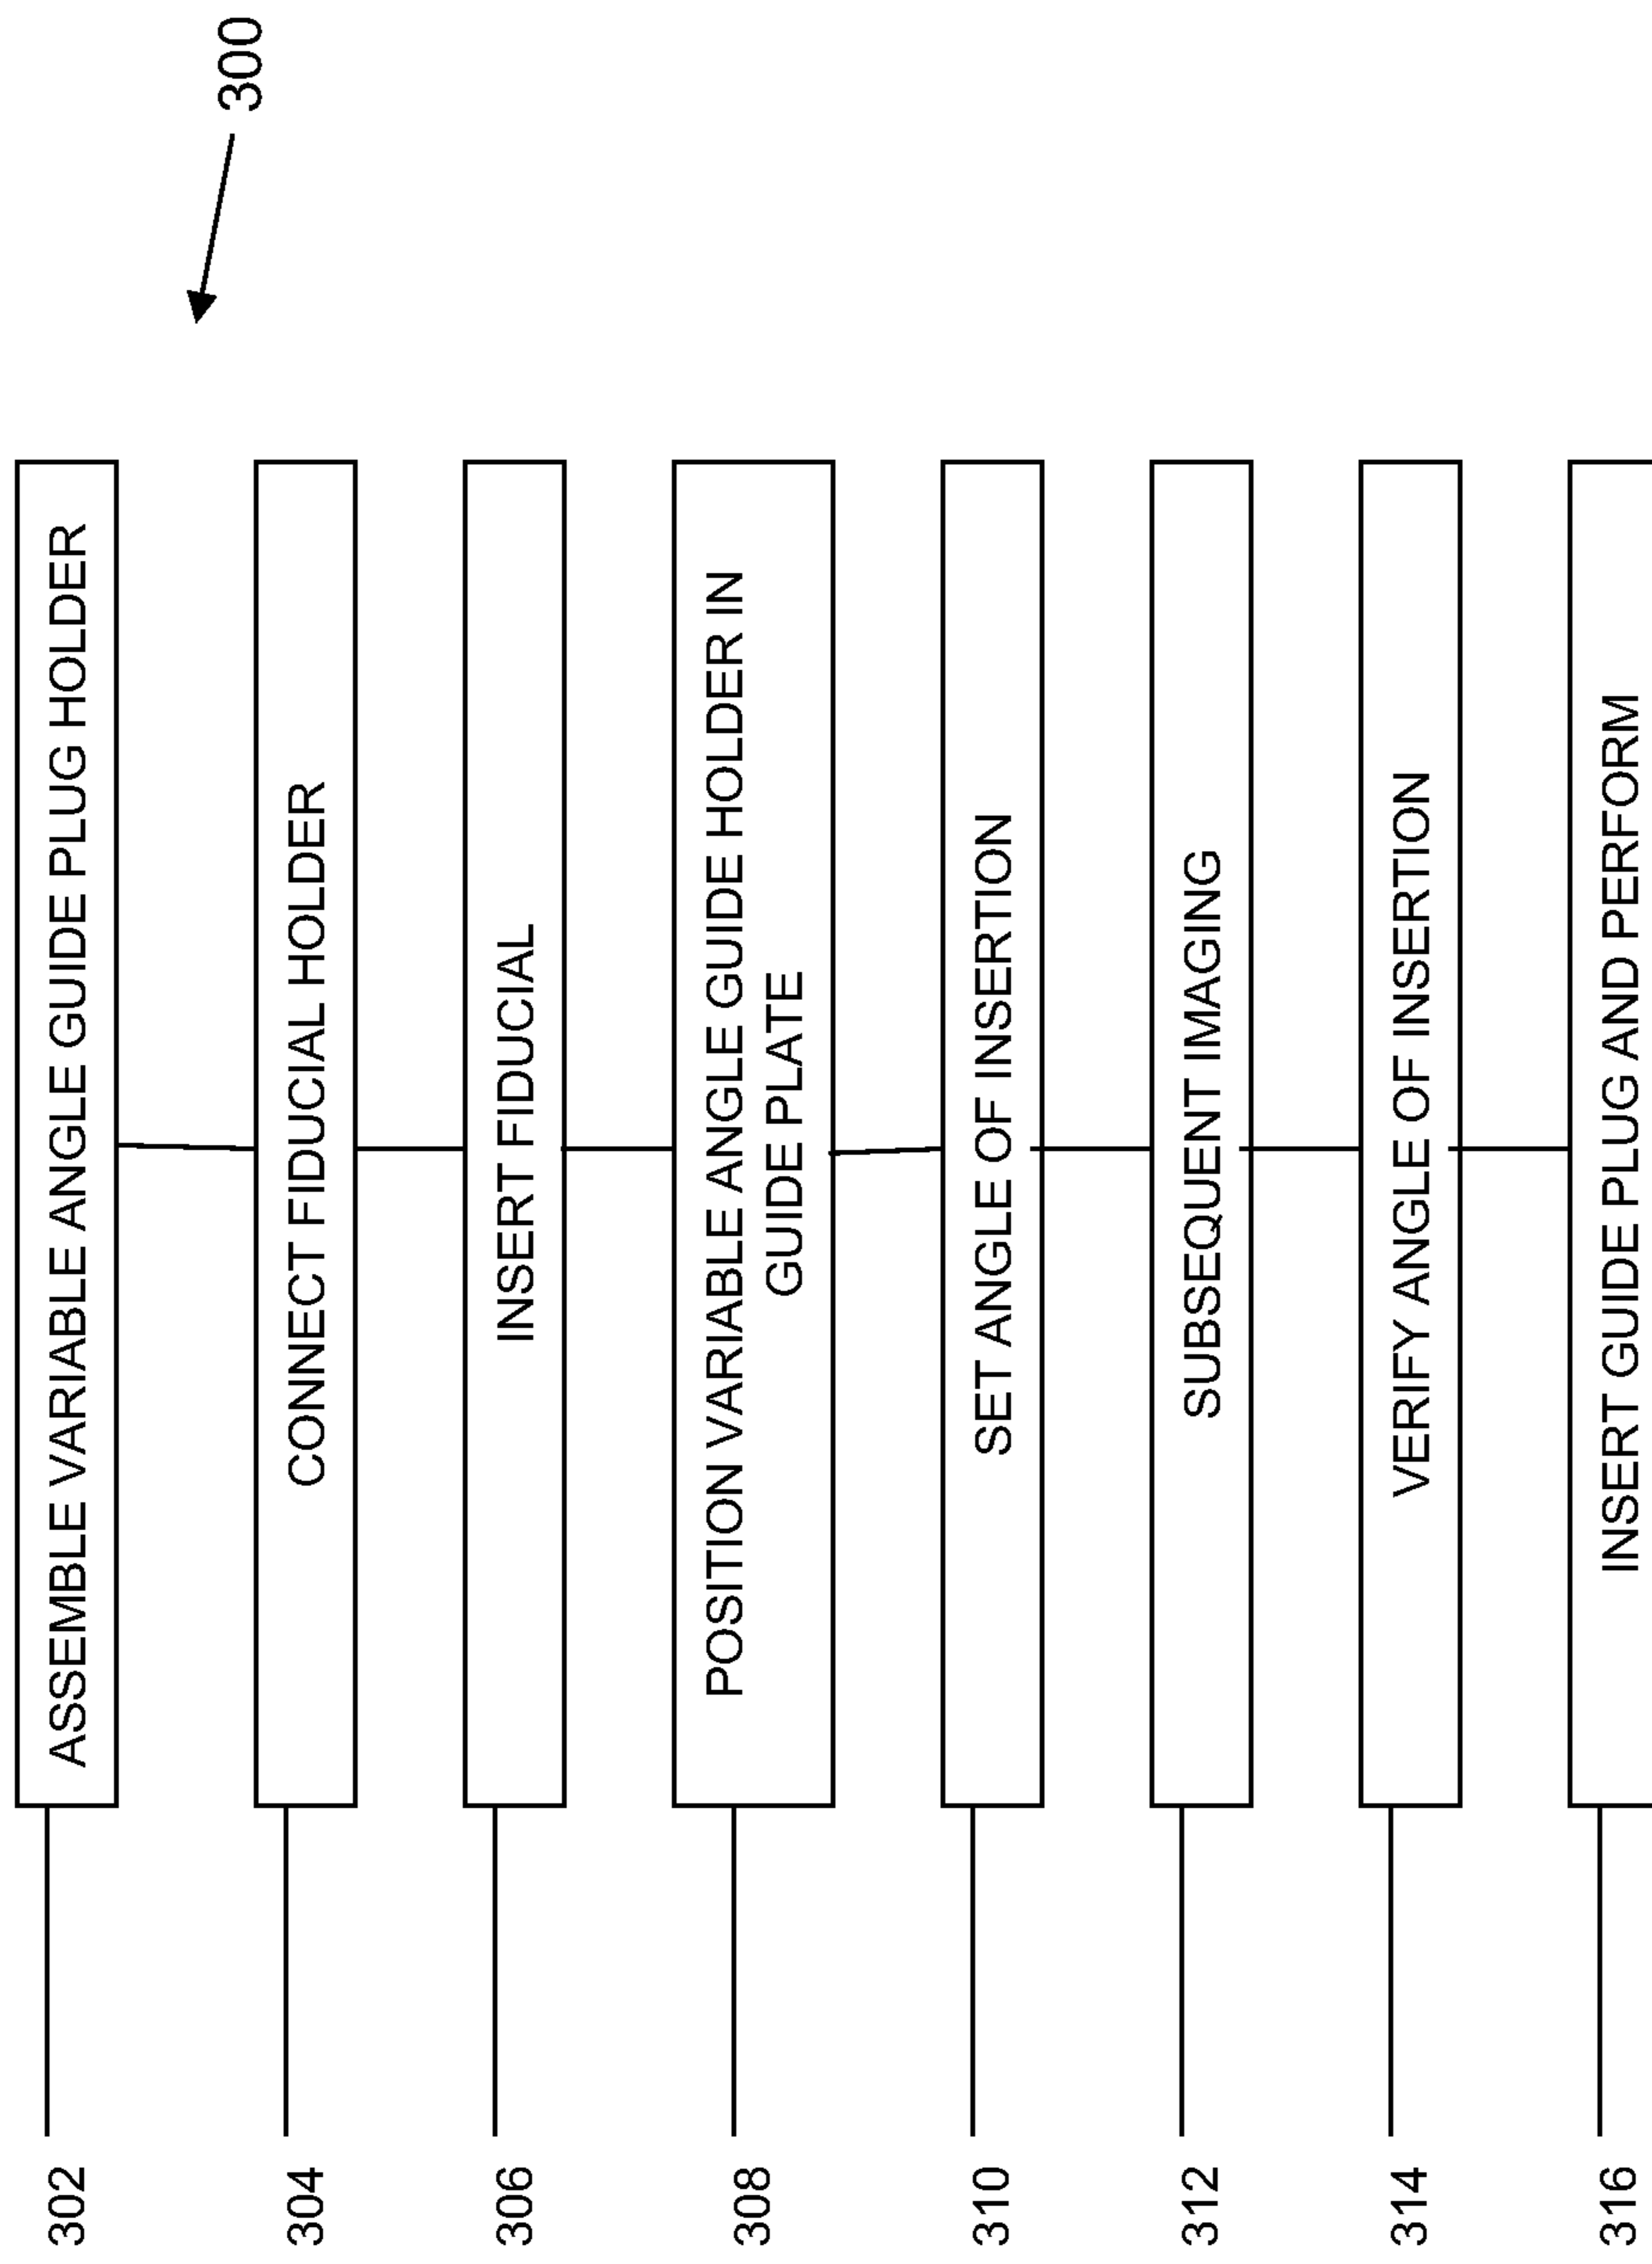 300
302
ASSEMBLE VARIABLE ANGLE GUIDE PLUG HOLDER
304
CONNECT FIDUCIAL HOLDER
306
INSERT FIDUCIAL
308
POSITION VARIABLE ANGLE GUIDE HOLDER IN
GUIDE PLATE
310
SET ANGLE OF INSERTION
312
SUBSEQUENT IMAGING
314
VERIFY ANGLE OF INSERTION
316
INSERT GUIDE PLUG AND PERFORM